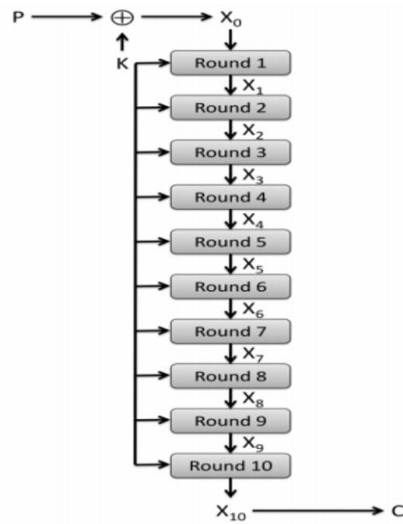 P ⊕ X₀
K
Round 1
X₁
Round 2
X₂
Round 3
X₃
Round 4
X₄
Round 5
X₅
Round 6
X₆
Round 7
X₇
Round 8
X₈
Round 9
X₉
Round 10
X₁₀ C